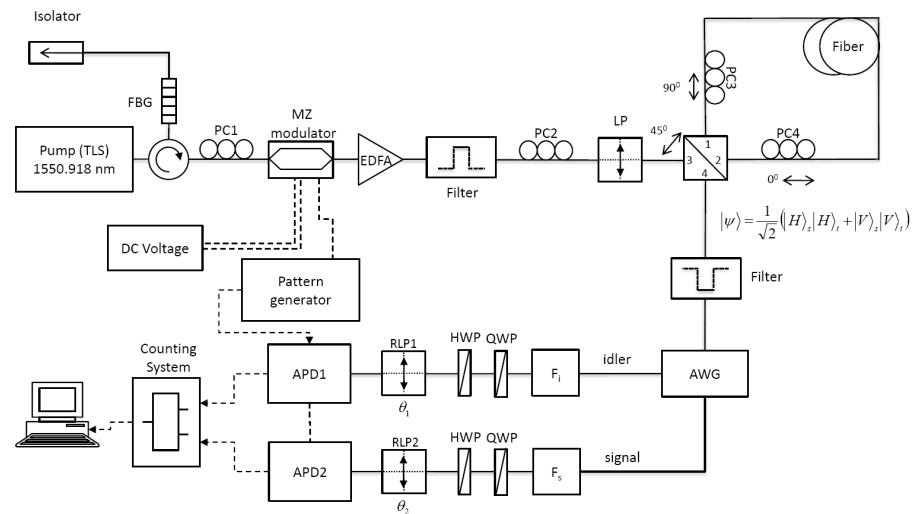 Isolator
FBG
Pump (TLS)
1550.918 nm
PC1
MZ
modulator
EDFA
Filter
PC2
LP
45⁰
90⁰
PC3
Fiber
PC4
0⁰
1
3
2
4
|ψ⟩ = 1/√2 (|H⟩ₛ|H⟩ₜ + |V⟩ₛ|V⟩ₜ)
DC Voltage
Pattern
generator
Filter
Counting
System
APD1
RLP1
θ₁
HWP
QWP
Fᵢ
idler
AWG
APD2
RLP2
θ₂
HWP
QWP
Fₛ
signal